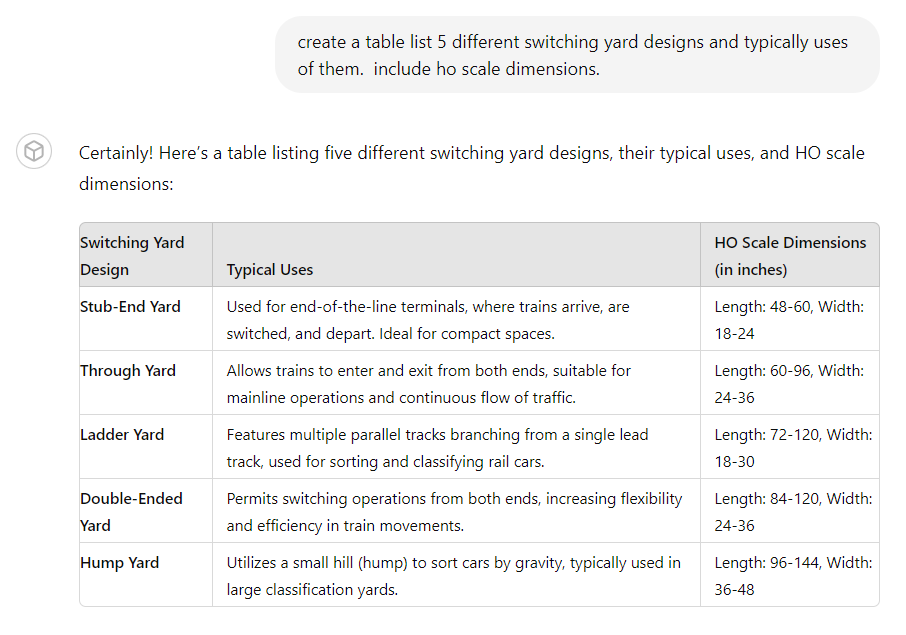 create a table list 5 different switching yard designs and typically uses
of them.  include ho scale dimensions.
Certainly! Here's a table listing five different switching yard designs, their typical uses, and HO scale
dimensions:
Switching Yard
Design
Typical Uses
HO Scale Dimensions
(in inches)
Stub-End Yard
Used for end-of-the-line terminals, where trains arrive, are
switched, and depart. Ideal for compact spaces.
Length: 48-60, Width:
18-24
Through Yard
Allows trains to enter and exit from both ends, suitable for
mainline operations and continuous flow of traffic.
Length: 60-96, Width:
24-36
Ladder Yard
Features multiple parallel tracks branching from a single lead
track, used for sorting and classifying rail cars.
Length: 72-120, Width:
18-30
Double-Ended
Yard
Permits switching operations from both ends, increasing flexibility
and efficiency in train movements.
Length: 84-120, Width:
24-36
Hump Yard
Utilizes a small hill (hump) to sort cars by gravity, typically used in
large classification yards.
Length: 96-144, Width:
36-48